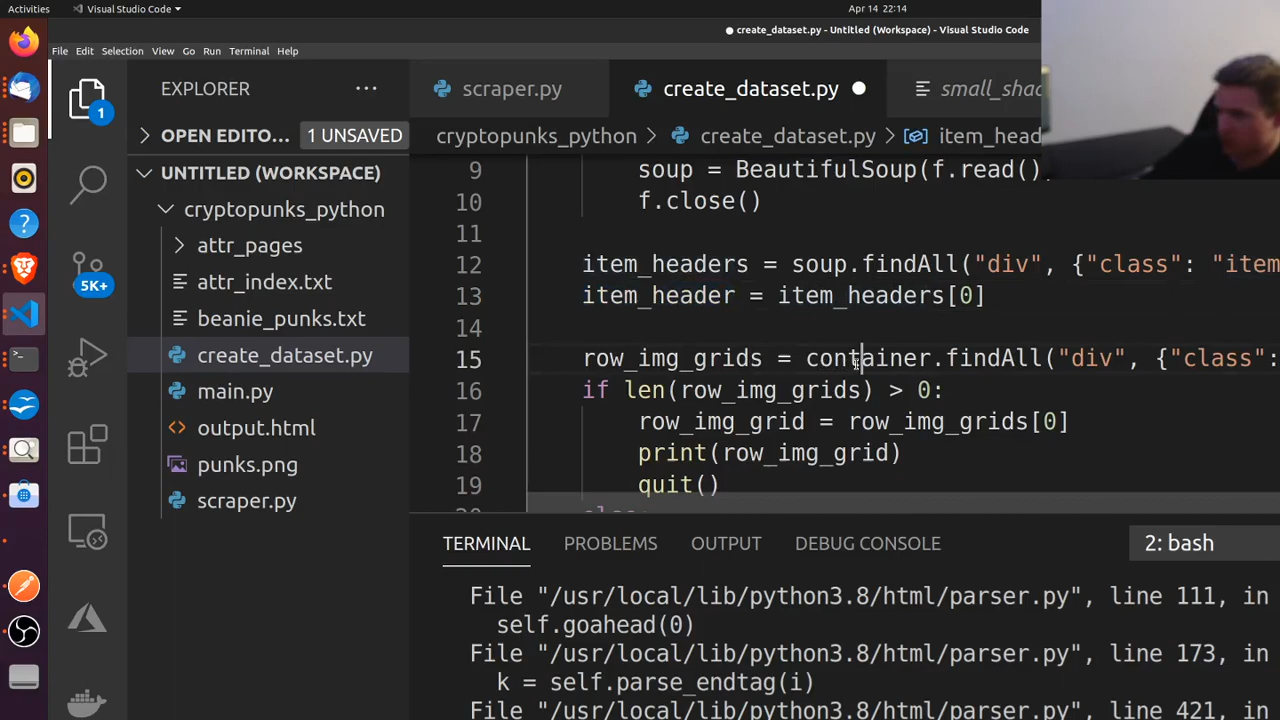 Activities
Visual Studio Code
Apr 14 22:14
● create_dataset.py - Untitled (Workspace) - Visual Studio Code
File Edit Selection View Go Run Terminal Help
EXPLORER
scraper.py
create_dataset.py
small_shad
OPEN EDITO... 1 UNSAVED
cryptopunks_python > create_dataset.py > item_head
UNTITLED (WORKSPACE)
cryptopunks_python
attr_pages
attr_index.txt
beanie_punks.txt
create_dataset.py
main.py
output.html
punks.png
scraper.py
1
5K+
9 soup = BeautifulSoup(f.read(),
10 f.close()
11
12 item_headers = soup.findAll("div", {"class": "item
13 item_header = item_headers[0]
14
15 row_img_grids = container.findAll("div", {"class":
16 if len(row_img_grids) > 0:
17 row_img_grid = row_img_grids[0]
18 print(row_img_grid)
19 quit()
TERMINAL PROBLEMS OUTPUT DEBUG CONSOLE 2: bash
File "/usr/local/lib/python3.8/html/parser.py", line 111, in
self.goahead(0)
File "/usr/local/lib/python3.8/html/parser.py", line 173, in
k = self.parse_endtag(i)
File "/usr/local/lib/python3.8/html/parser.py", line 421, in